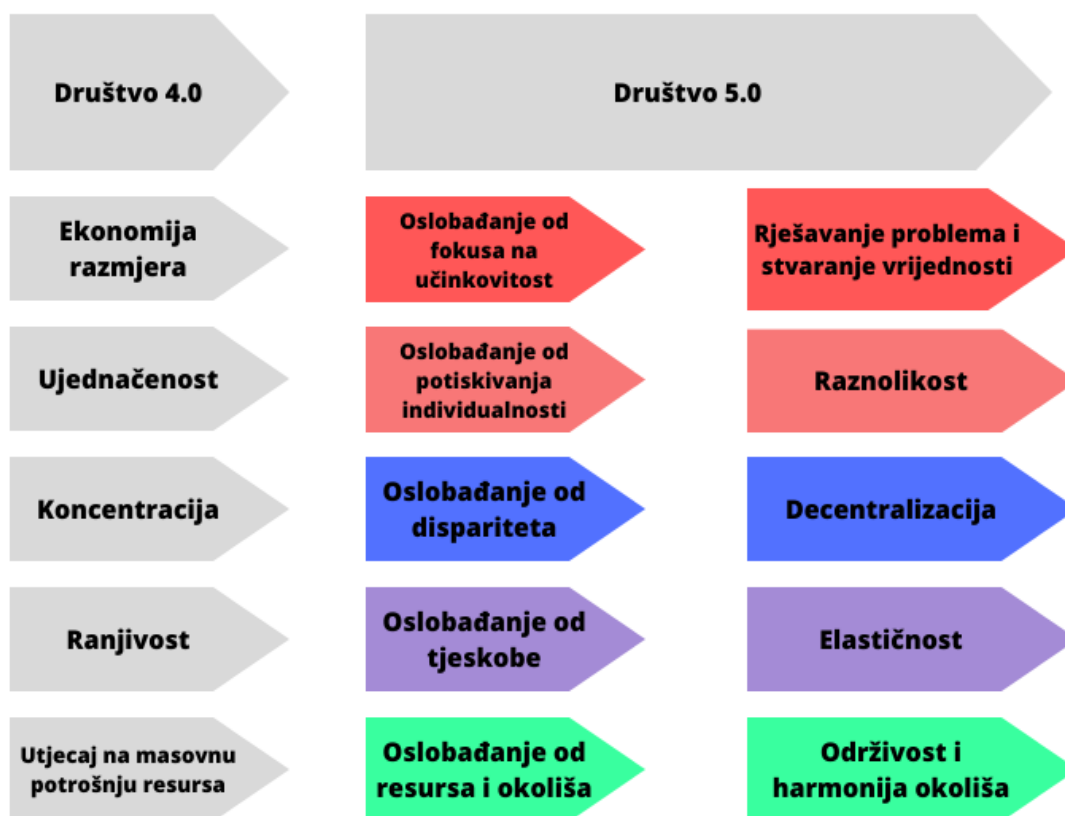 Društvo 4.0
Društvo 5.0
Ekonomija
razmjera
Oslobađanje od
fokusa na
učinkovitost
Rješavanje problema i
stvaranje vrijednosti
Ujednačenost
Oslobađanje od
potiskivanja
individualnosti
Raznolikost
Koncentracija
Oslobađanje od
dispariteta
Decentralizacija
Ranjivost
Oslobađanje od
tjeskobe
Elastičnost
Utjecaj na masovnu
potrošnju resursa
Oslobađanje od
resursa i okoliša
Održivost i
harmonija okoliša